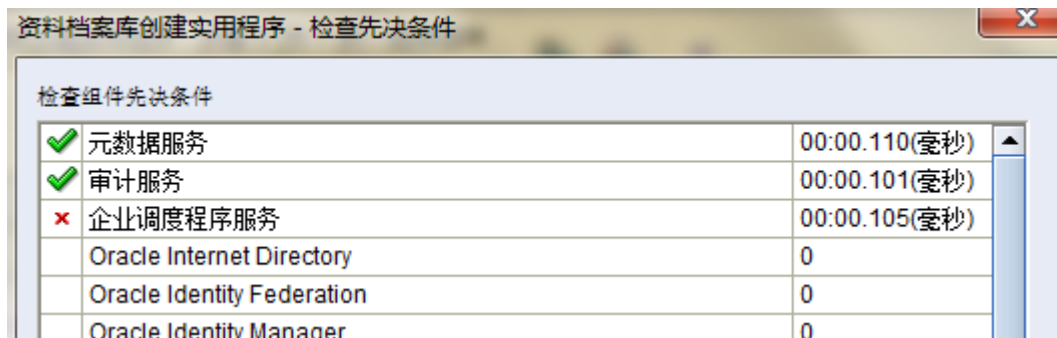 资料档案库创建实用程序 - 检查先决条件
检查组件先决条件
元数据服务 00:00.110(毫秒)
审计服务 00:00.101(毫秒)
企业调度程序服务 00:00.105(毫秒)
Oracle Internet Directory 0
Oracle Identity Federation 0
Oracle Identity Manager 0